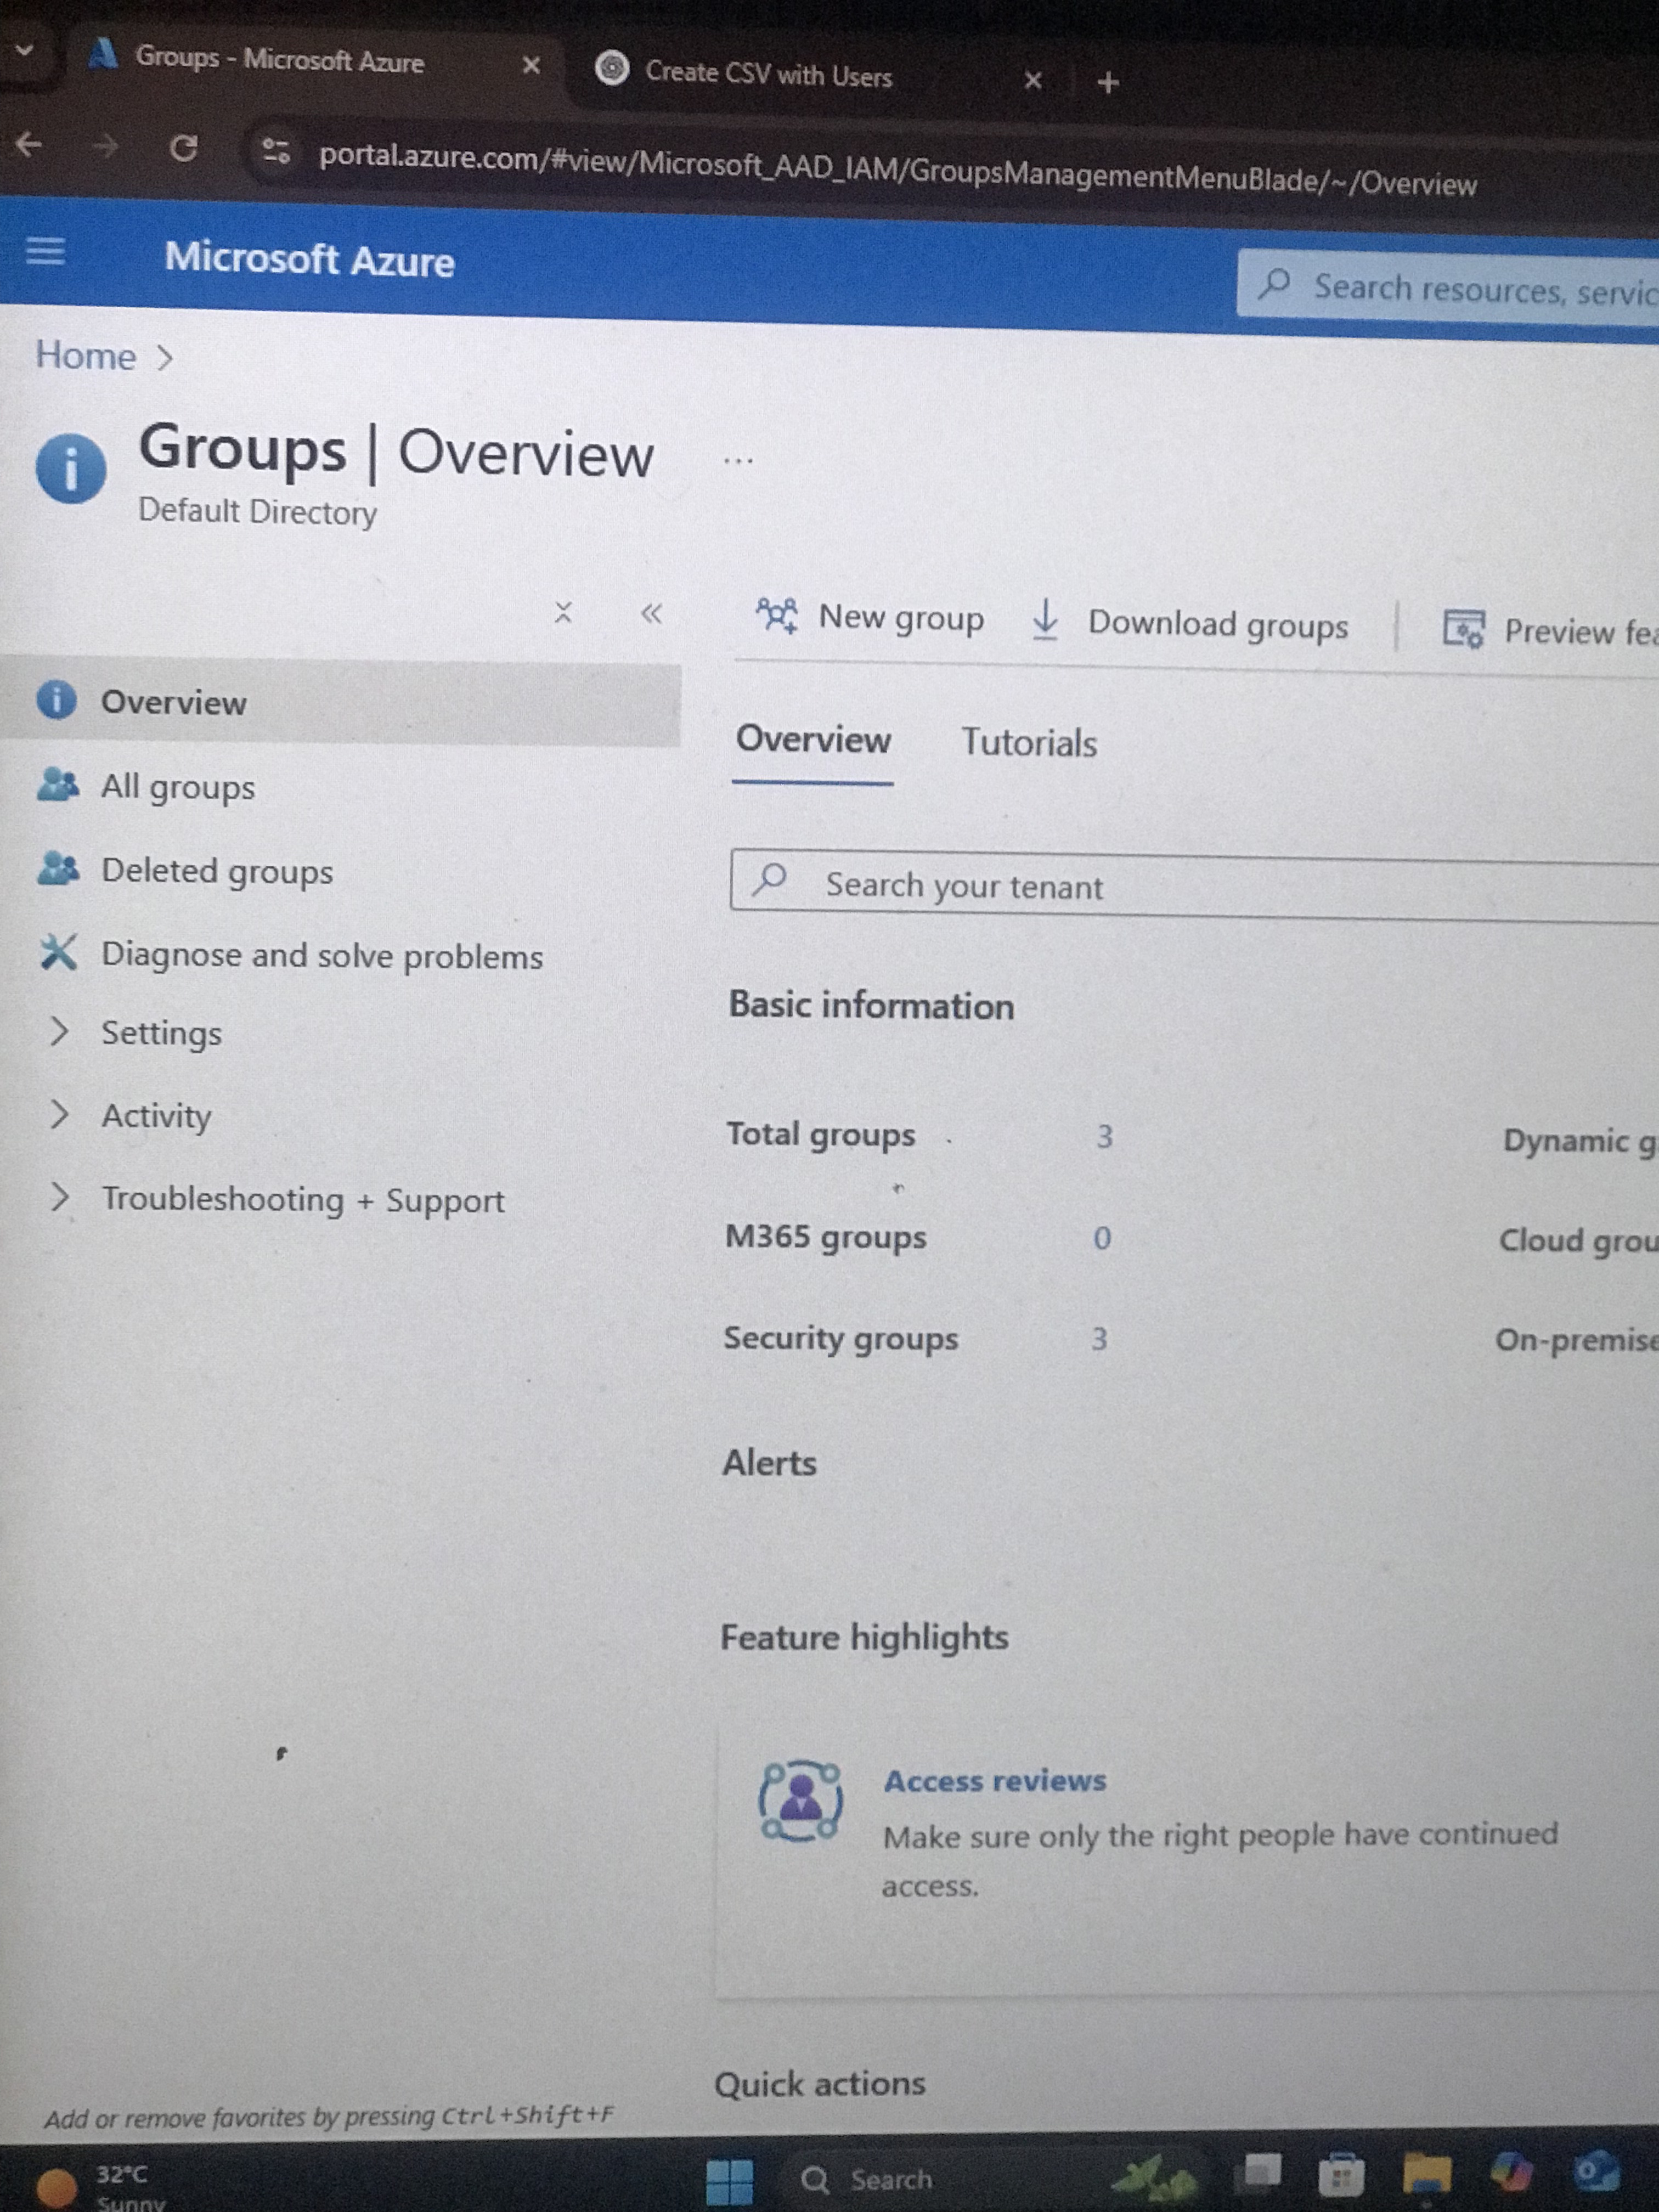 Groups - Microsoft Azure
Create CSV with Users
portal.azure.com/#view/Microsoft_AAD_IAM/GroupsManagementMenuBlade/~/Overview
Microsoft Azure
Search resources, servic
Home >
Groups | Overview ...
Default Directory
New group
Download groups
Preview fea
Overview
All groups
Deleted groups
Diagnose and solve problems
Settings
Activity
Troubleshooting + Support
Overview
Tutorials
Search your tenant
Basic information
Total groups 3
Dynamic g
M365 groups 0
Cloud grou
Security groups 3
On-premise
Alerts
Feature highlights
Access reviews
Make sure only the right people have continued
access.
Quick actions
Add or remove favorites by pressing Ctrl+Shift+F
32°C
Sunny
Search